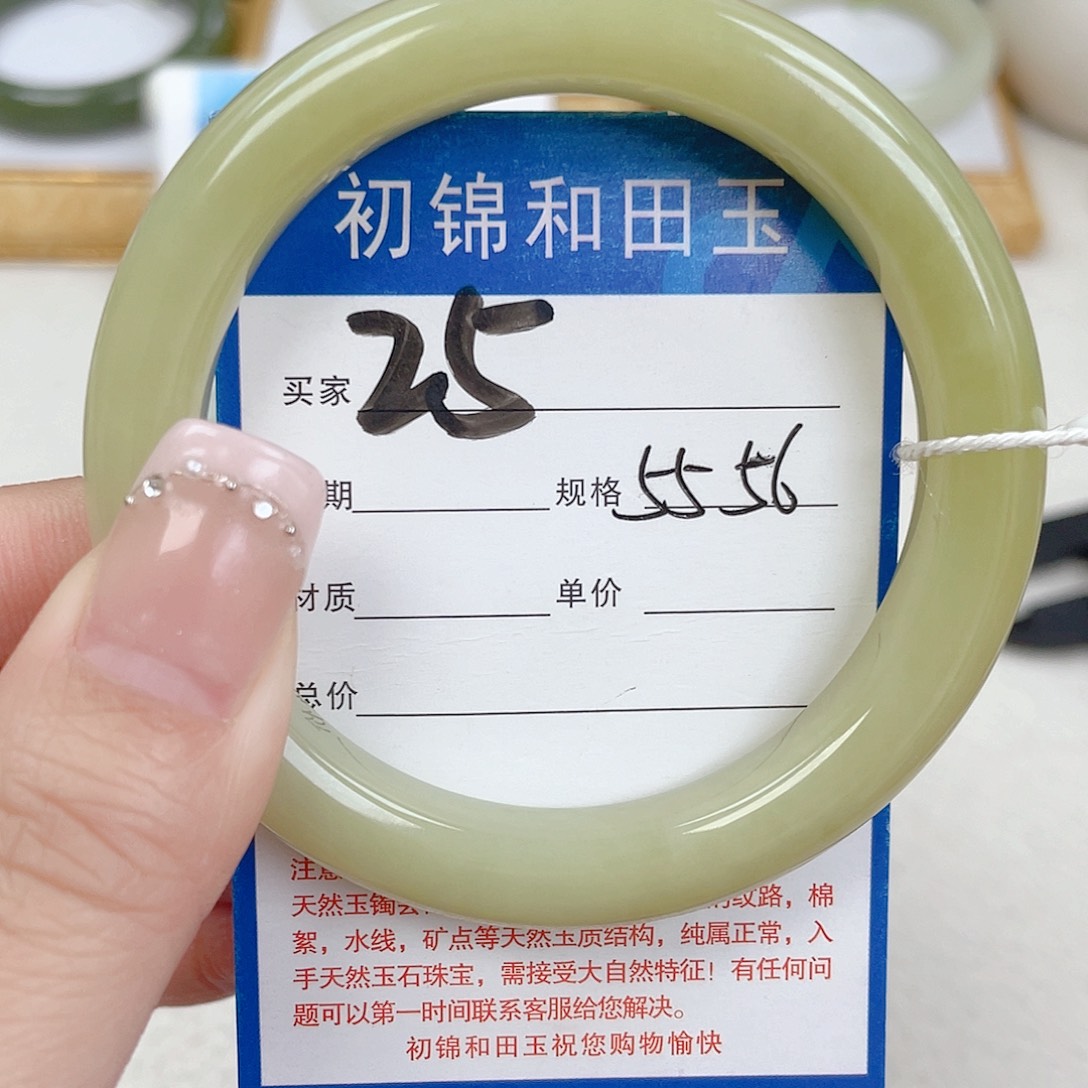 初锦和田玉
买家 25
期 规格 55 56
材质 单价
总价
注意
天然玉镯会 纹路，棉
絮，水线，矿点等天然玉质结构，纯属正常，入
手天然玉石珠宝，需接受大自然特征！有任何问
题可以第一时间联系客服给您解决。
初锦和田玉祝您购物愉快